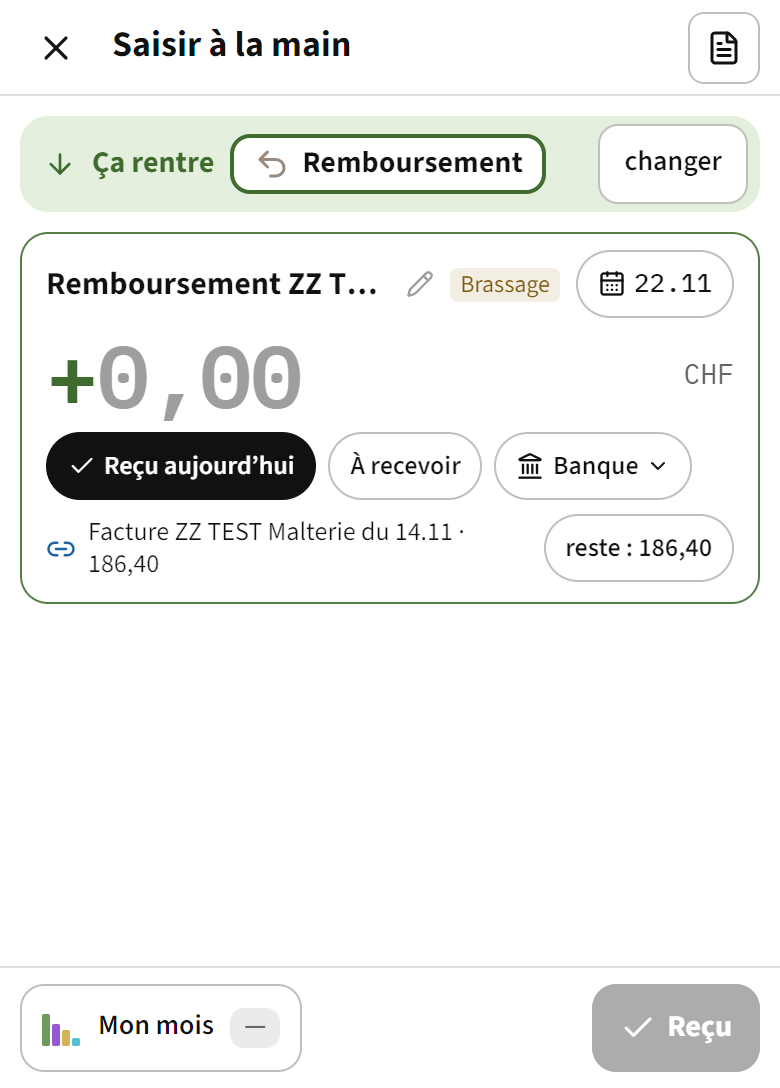 Saisir à la main
Ça rentre Remboursement changer
Remboursement ZZ T... Brassage 22.11
+0,00 CHF
Reçu aujourd’hui À recevoir Banque
Facture ZZ TEST Malterie du 14.11 ·
186,40
reste : 186,40
Mon mois —
Reçu